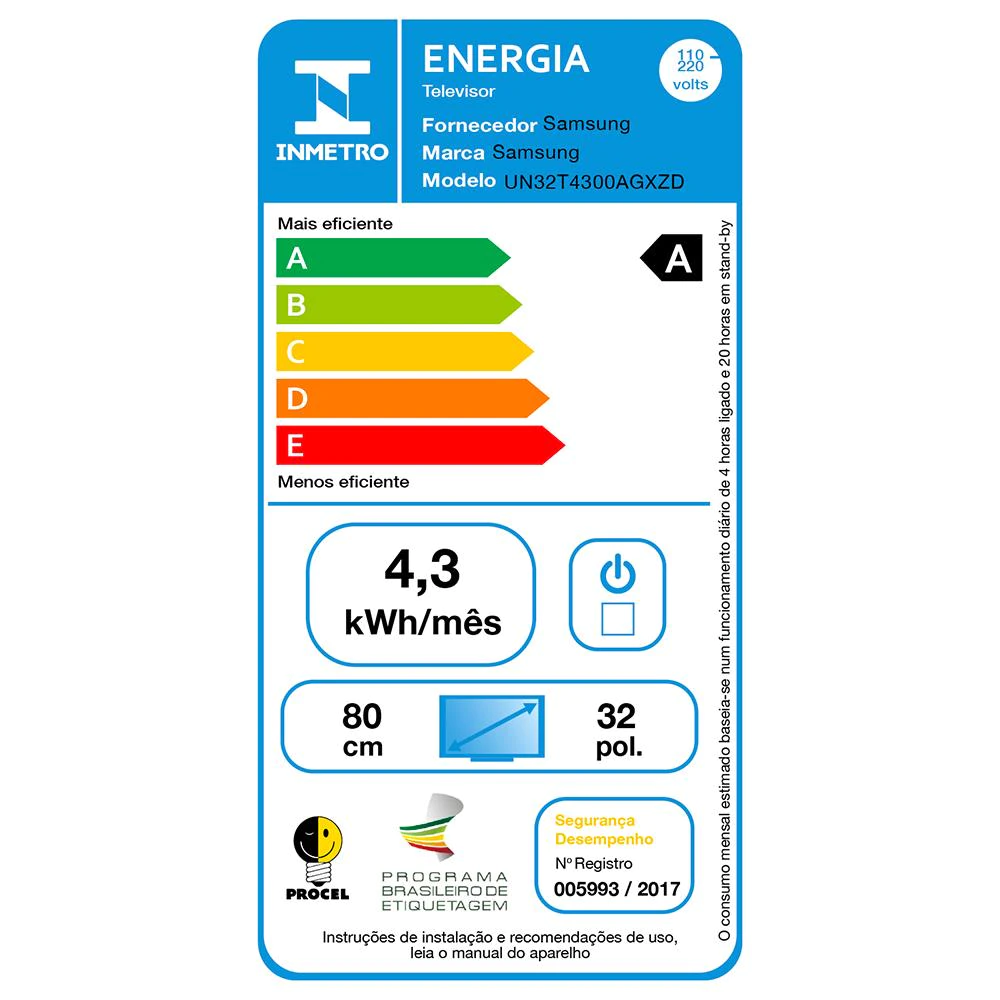 INMETRO
ENERGIA
Televisor
110
220
volts
Fornecedor Samsung
Marca Samsung
Modelo UN32T4300AGXZD
Mais eficiente
A
A
B
C
D
E
Menos eficiente
4,3
kWh/mês
80
cm
32
pol.
PROCEL
PROGRAMA
BRASILEIRO DE
ETIQUETAGEM
Segurança
Desempenho
Nº Registro
005993 / 2017
Instruções de instalação e recomendações de uso,
leia o manual do aparelho
O consumo mensal estimado baseia-se num funcionamento diário de 4 horas ligado e 20 horas em stand-by